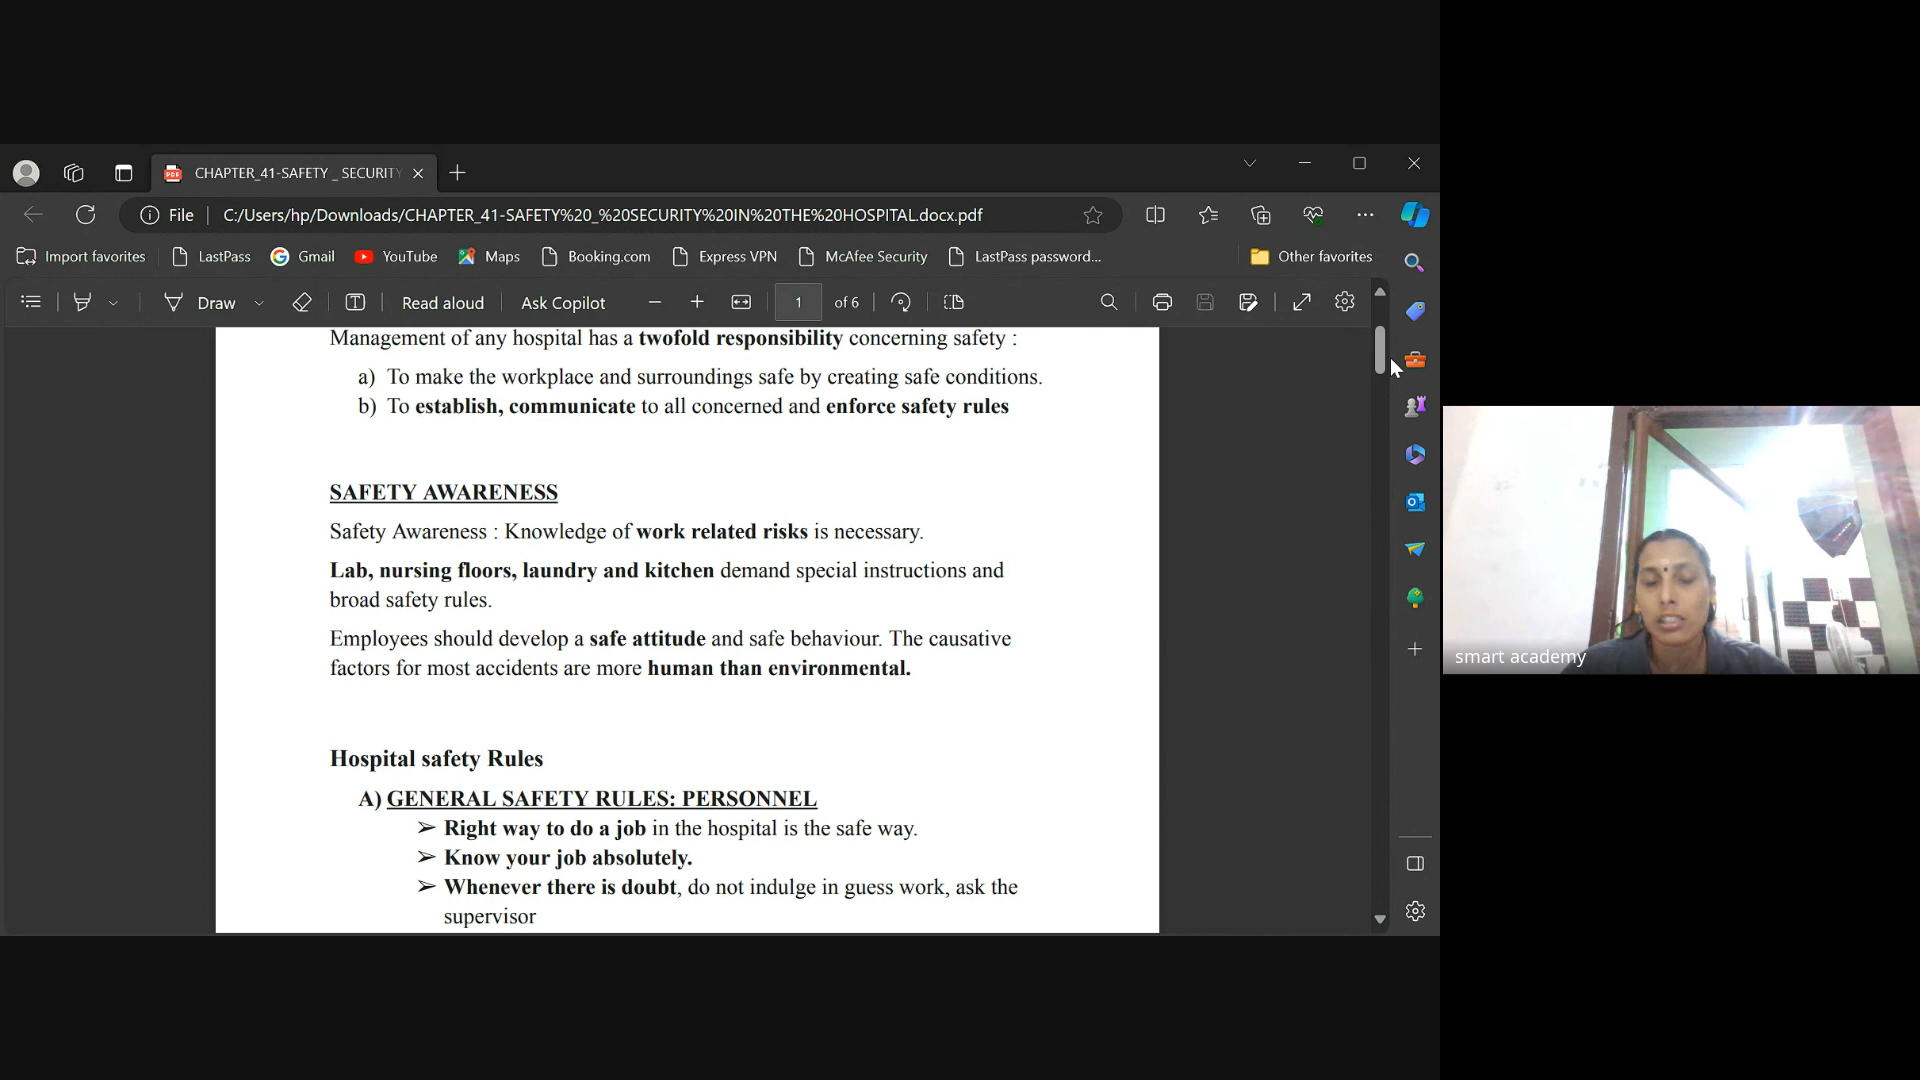 CHAPTER_41-SAFETY _ SECURITY
File C:/Users/hp/Downloads/CHAPTER_41-SAFETY%20_%20SECURITY%20IN%20THE%20HOSPITAL.docx.pdf
Import favorites LastPass Gmail YouTube Maps Booking.com Express VPN McAfee Security LastPass password... Other favorites
Draw Read aloud Ask Copilot 1 of 6
Management of any hospital has a twofold responsibility concerning safety :
a) To make the workplace and surroundings safe by creating safe conditions.
b) To establish, communicate to all concerned and enforce safety rules
SAFETY AWARENESS
Safety Awareness : Knowledge of work related risks is necessary.
Lab, nursing floors, laundry and kitchen demand special instructions and
broad safety rules.
Employees should develop a safe attitude and safe behaviour. The causative
factors for most accidents are more human than environmental.
Hospital safety Rules
A) GENERAL SAFETY RULES: PERSONNEL
➢ Right way to do a job in the hospital is the safe way.
➢ Know your job absolutely.
➢ Whenever there is doubt, do not indulge in guess work, ask the
supervisor
smart academy